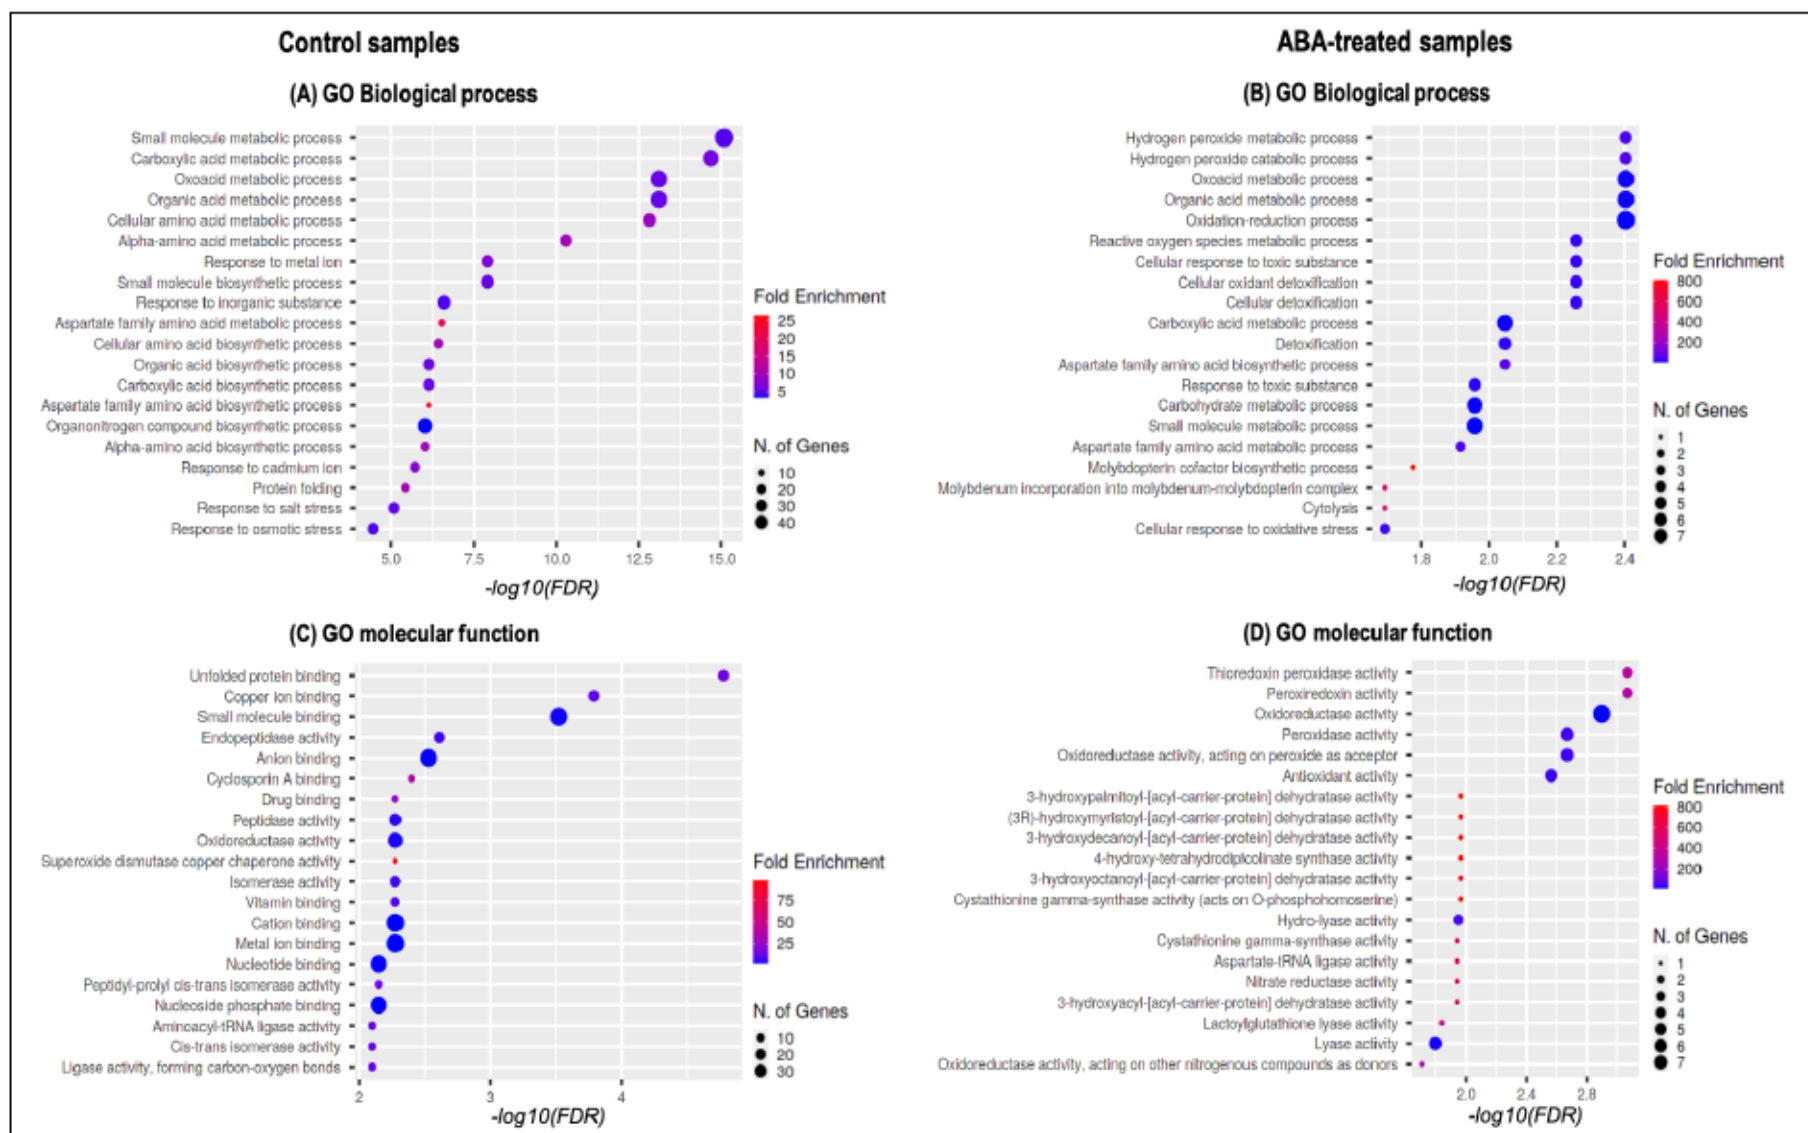 Control samples
ABA-treated samples
(A) GO Biological process
Small molecule metabolic process
Carboxylic acid metabolic process
Oxoacid metabolic process
Organic acid metabolic process
Cellular amino acid metabolic process
Alpha-amino acid metabolic process
Response to metal ion
Small molecule biosynthetic process
Response to inorganic substance
Aspartate family amino acid metabolic process
Cellular amino acid biosynthetic process
Organic acid biosynthetic process
Carboxylic acid biosynthetic process
Aspartate family amino acid biosynthetic process
Organonitrogen compound biosynthetic process
Alpha-amino acid biosynthetic process
Response to cadmium ion
Protein folding
Response to salt stress
Response to osmotic stress
5.0 7.5 10.0 12.5 15.0
-log10(FDR)
Fold Enrichment
25
20
15
10
5
N. of Genes
10
20
30
40
(B) GO Biological process
Hydrogen peroxide metabolic process
Hydrogen peroxide catabolic process
Oxoacid metabolic process
Organic acid metabolic process
Oxidation-reduction process
Reactive oxygen species metabolic process
Cellular response to toxic substance
Cellular oxidant detoxification
Cellular detoxification
Carboxylic acid metabolic process
Detoxification
Aspartate family amino acid biosynthetic process
Response to toxic substance
Carbohydrate metabolic process
Small molecule metabolic process
Aspartate family amino acid metabolic process
Molybdopterin cofactor biosynthetic process
Molybdenum incorporation into molybdenum-molybdopterin complex
Cytolysis
Cellular response to oxidative stress
1.8 2.0 2.2 2.4
-log10(FDR)
Fold Enrichment
800
600
400
200
N. of Genes
1
2
3
4
5
6
7
(C) GO molecular function
Unfolded protein binding
Copper ion binding
Small molecule binding
Endopeptidase activity
Anion binding
Cyclosporin A binding
Drug binding
Peptidase activity
Oxidoreductase activity
Superoxide dismutase copper chaperone activity
Isomerase activity
Vitamin binding
Cation binding
Metal ion binding
Nucleotide binding
Peptidyl-prolyl cis-trans isomerase activity
Nucleoside phosphate binding
Aminoacyl-tRNA ligase activity
Cis-trans isomerase activity
Ligase activity, forming carbon-oxygen bonds
2 3 4
-log10(FDR)
Fold Enrichment
75
50
25
N. of Genes
10
20
30
(D) GO molecular function
Thioredoxin peroxidase activity
Peroxiredoxin activity
Oxidoreductase activity
Peroxidase activity
Oxidoreductase activity, acting on peroxide as acceptor
Antioxidant activity
3-hydroxypalmitoyl-[acyl-carrier-protein] dehydratase activity
(3R)-hydroxymyristoyl-[acyl-carrier-protein] dehydratase activity
3-hydroxydecanoyl-[acyl-carrier-protein] dehydratase activity
4-hydroxy-tetrahydrodipicolinate synthase activity
3-hydroxyoctanoyl-[acyl-carrier-protein] dehydratase activity
Cystathionine gamma-synthase activity (acts on O-phosphohomoserine)
Hydro-lyase activity
Cystathionine gamma-synthase activity
Aspartate-tRNA ligase activity
Nitrate reductase activity
3-hydroxyacyl-[acyl-carrier-protein] dehydratase activity
Lactoylglutathione lyase activity
Lyase activity
Oxidoreductase activity, acting on other nitrogenous compounds as donors
2.0 2.4 2.8
-log10(FDR)
Fold Enrichment
800
600
400
200
N. of Genes
1
2
3
4
5
6
7